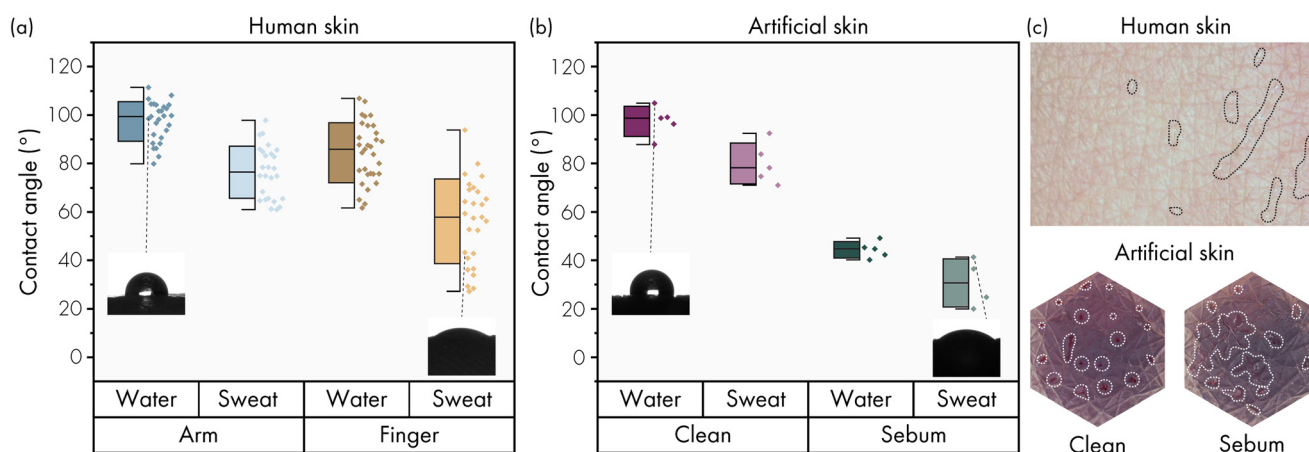 (a)
Human skin
Contact angle (°)
120
100
80
60
40
20
0
Water
Sweat
Water
Sweat
Arm
Finger
(b)
Artificial skin
Contact angle (°)
120
100
80
60
40
20
0
Water
Sweat
Water
Sweat
Clean
Sebum
(c)
Human skin
Artificial skin
Clean
Sebum